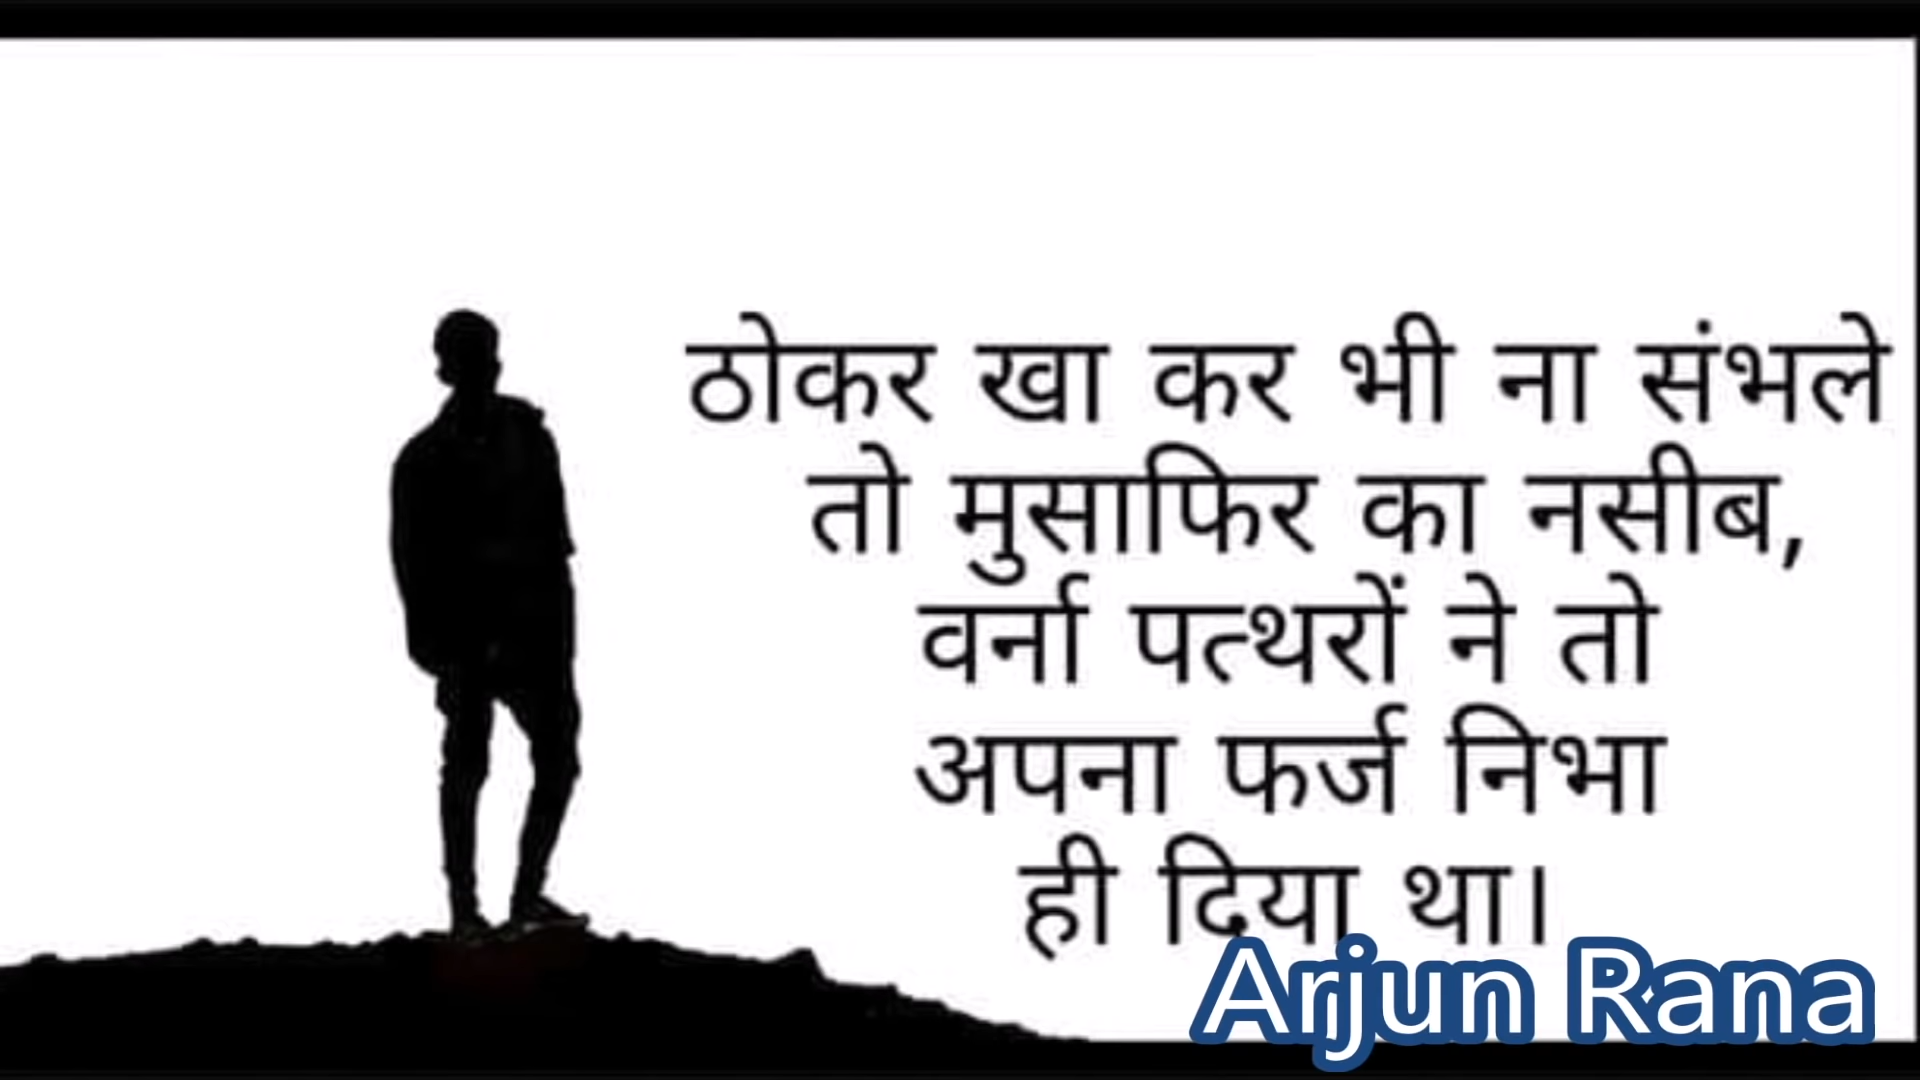 ठोकर खा कर भी ना संभले
तो मुसाफिर का नसीब,
वर्ना पत्थरों ने तो
अपना फर्ज निभा
ही दिया था।
Arjun Rana